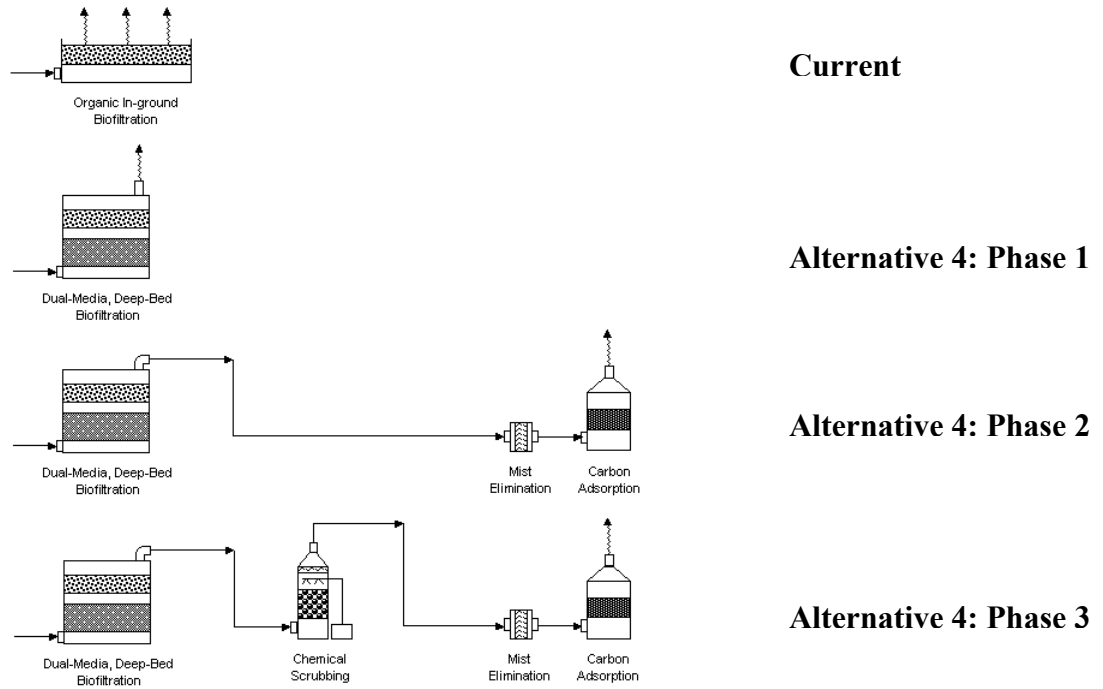 Current
Organic In-ground
Biofiltration
Alternative 4: Phase 1
Dual-Media, Deep-Bed
Biofiltration
Alternative 4: Phase 2
Dual-Media, Deep-Bed
Biofiltration
Mist
Elimination
Carbon
Adsorption
Alternative 4: Phase 3
Dual-Media, Deep-Bed
Biofiltration
Chemical
Scrubbing
Mist
Elimination
Carbon
Adsorption